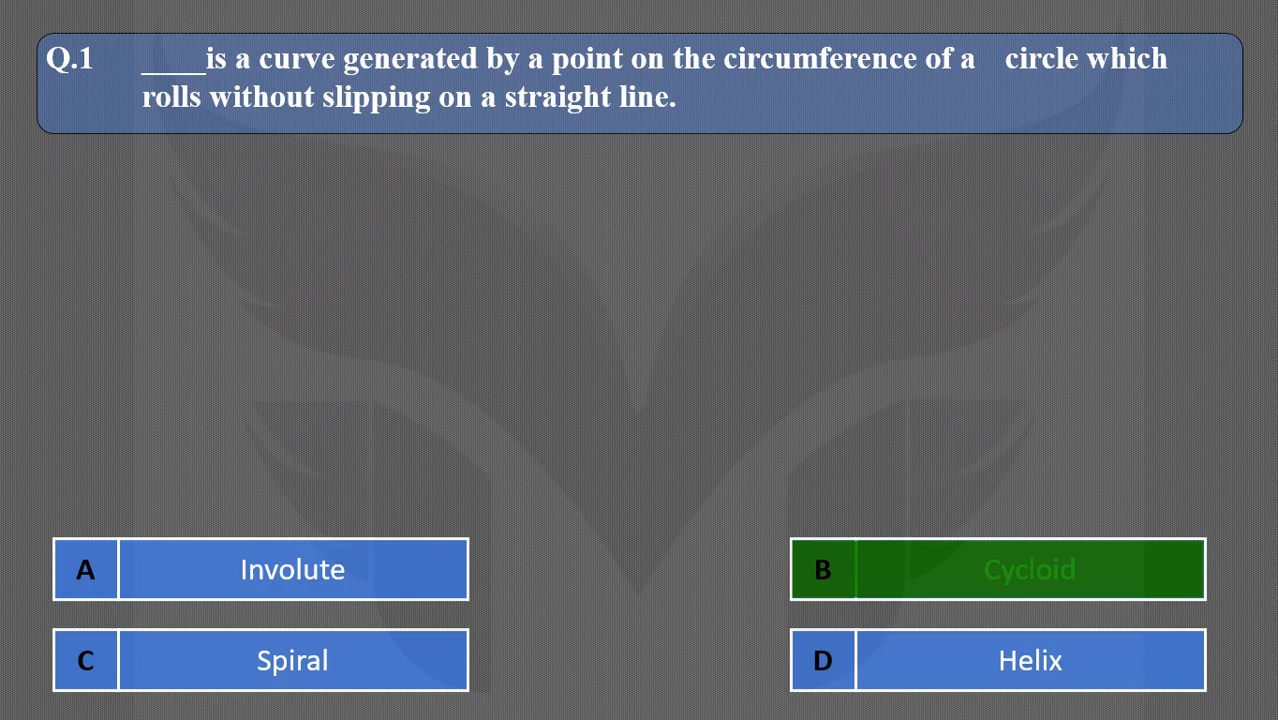 Q.1 ____is a curve generated by a point on the circumference of a circle which
rolls without slipping on a straight line.
A Involute
B Cycloid
C Spiral
D Helix